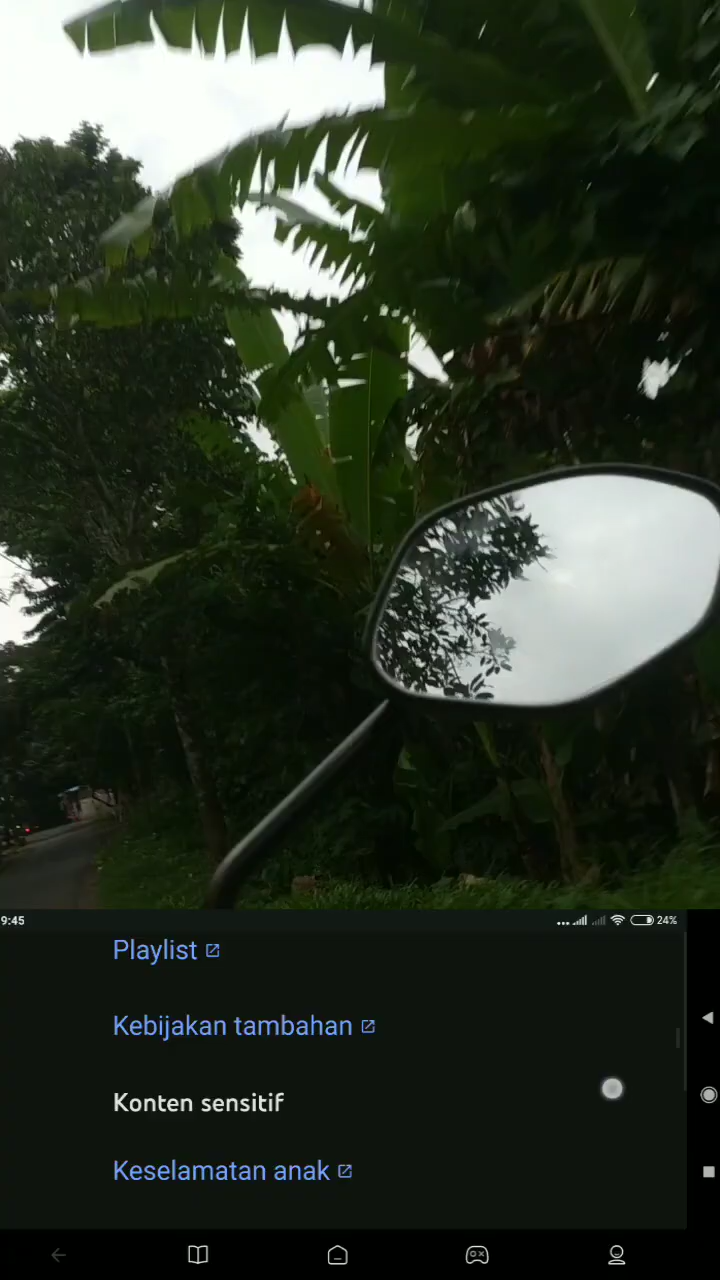 9:45
24%
Playlist
Kebijakan tambahan
Konten sensitif
Keselamatan anak